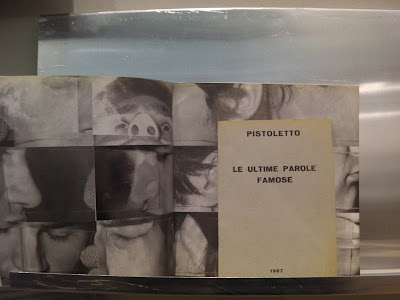 PISTOLETTO
LE ULTIME PAROLE
FAMOSE
1967